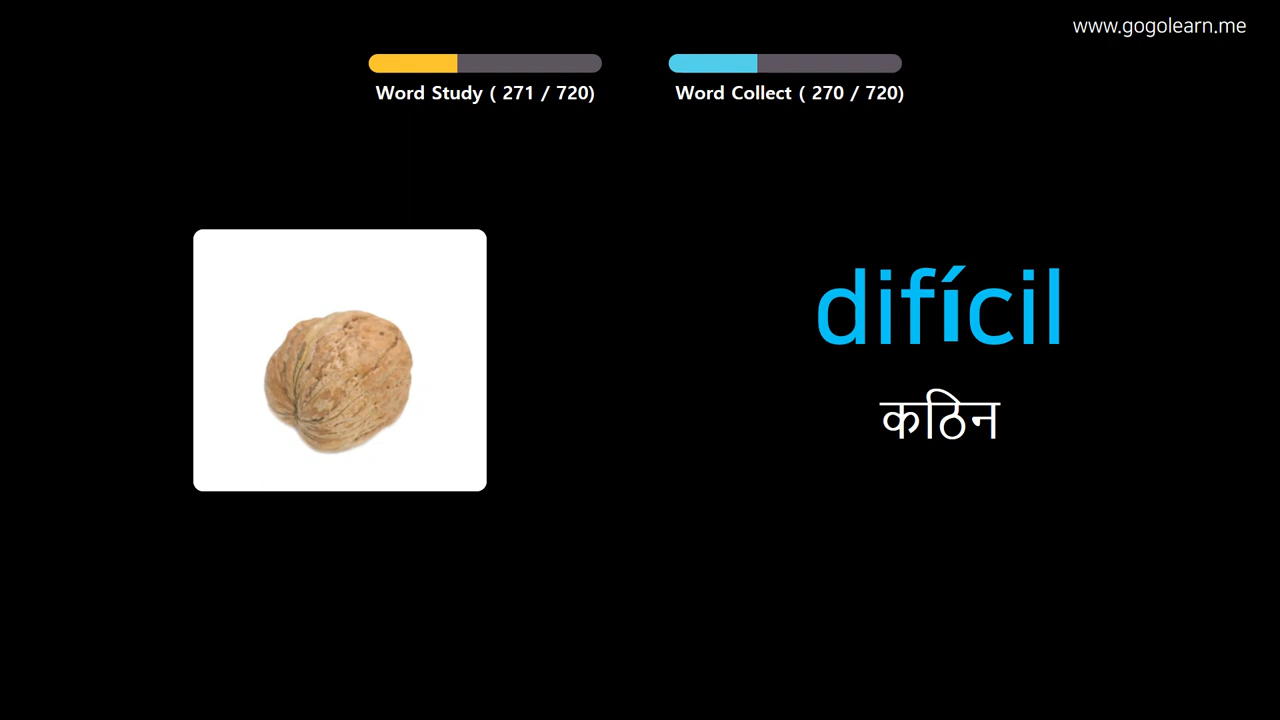 www.gogolearn.me
Word Study ( 271 / 720)
Word Collect ( 270 / 720)
difícil
कठिन